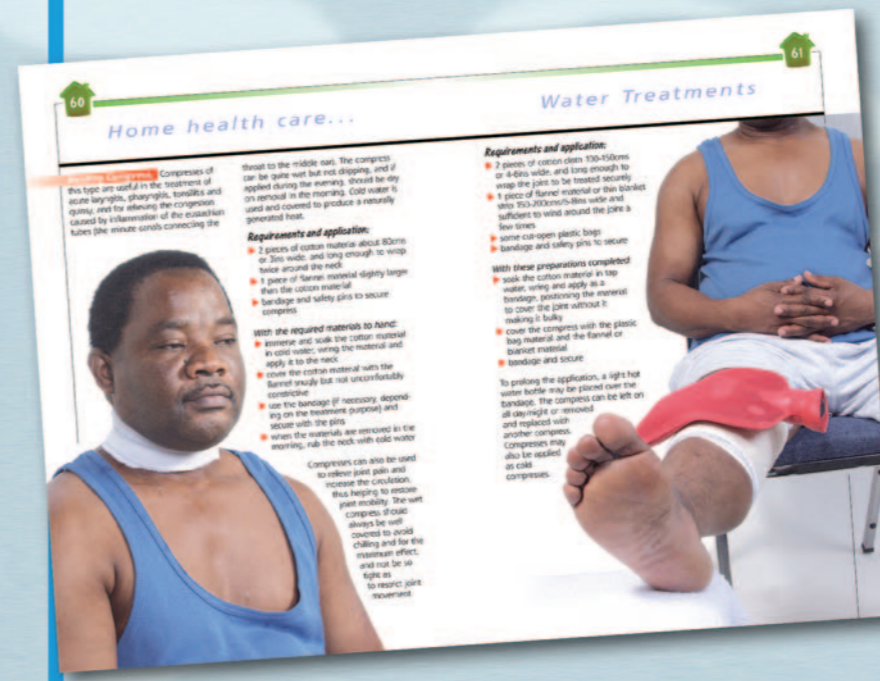 60
Home health care...
Heating Compress Compresses of
this type are useful in the treatment of
acute laryngitis, pharyngitis, tonsillitis and
quinsy, and for relieving the congestion
caused by inflammation of the eustachian
tubes (the minute canals connecting the
throat to the middle ear). The compress
can be quite wet but not dripping, and if
applied during the evening, should be dry
on removal in the morning. Cold water is
used and covered to produce a naturally
generated heat.
Requirements and application:
2 pieces of cotton material about 80cms
or 3ins wide, and long enough to wrap
twice around the neck
1 piece of flannel material slightly larger
than the cotton material
bandage and safety pins to secure
compress
With the required materials to hand:
immerse and soak the cotton material
in cold water, wring the material and
apply it to the neck
cover the cotton material with the
flannel snugly but not uncomfortably
constrictive
use the bandage (if necessary, depend-
ing on the treatment purpose) and
secure with the pins
when the materials are removed in the
morning, rub the neck with cold water
Compresses can also be used
to relieve joint pain and
increase the circulation,
thus helping to restore
joint mobility. The wet
compress should
always be well
covered to avoid
chilling and for the
maximum effect,
and not be so
tight as
to restrict joint
movement
61
Water Treatments
Requirements and application:
2 pieces of cotton cloth 100-150cms
or 4-6ins wide, and long enough to
wrap the joint to be treated securely
1 piece of flannel material or thin blanket
strip 150-200cms/6-8ins wide and
sufficient to wind around the joint a
few times
some cut-open plastic bags
bandage and safety pins to secure
With these preparations completed
soak the cotton material in tap
water, wring and apply as a
bandage, positioning the material
to cover the joint without it
making it bulky
cover the compress with the plastic
bag material and the flannel or
blanket material
bandage and secure
To prolong the application, a light hot
water bottle may be placed over the
bandage. The compress can be left on
all day/night or removed
and replaced with
another compress.
Compresses may
also be applied
as cold
compresses.